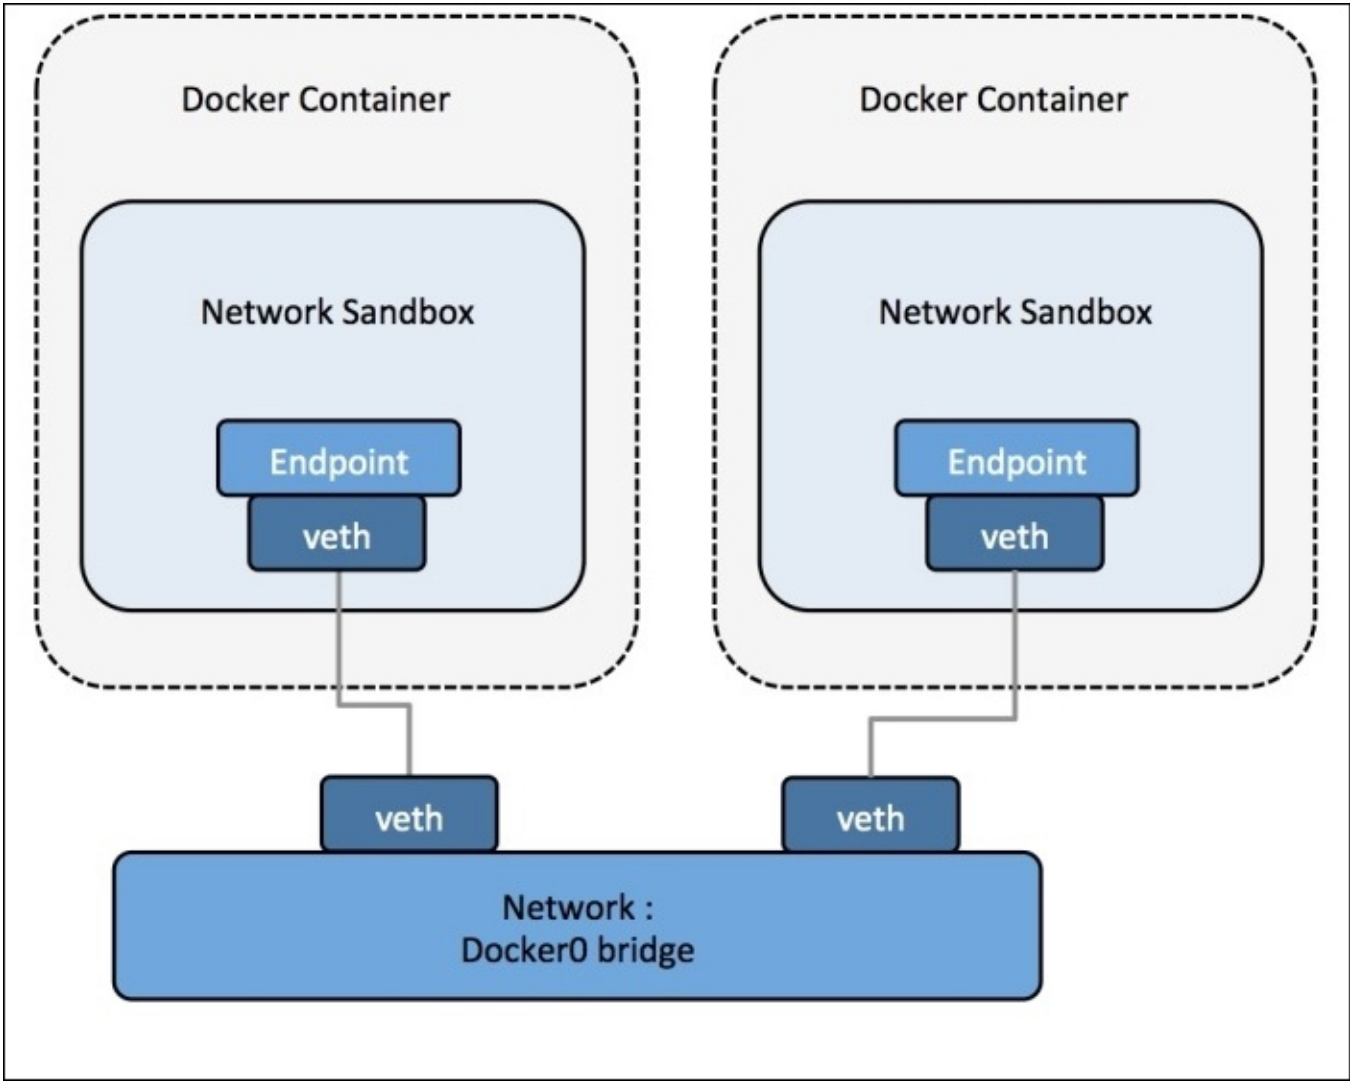 Docker Container
Docker Container
Network Sandbox
Network Sandbox
Endpoint
Endpoint
veth
veth
veth
veth
Network :
Docker0 bridge